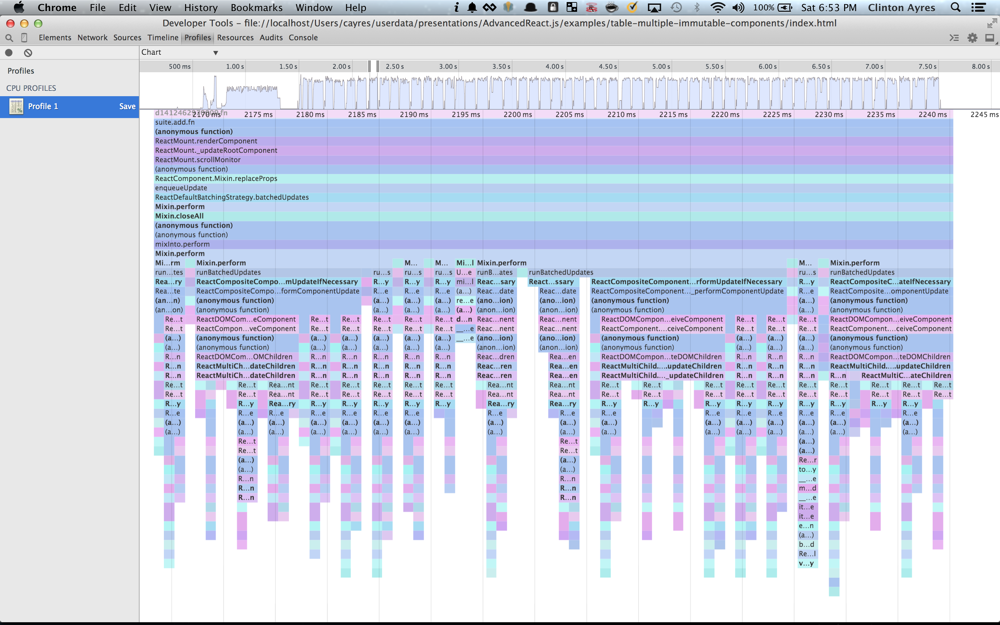 Chrome File Edit View History Bookmarks Window Help 100% Sat 6:53 PM Clinton Ayres
Developer Tools - file://localhost/Users/cayres/userdata/presentations/AdvancedReact.js/examples/table-multiple-immutable-components/index.html
Elements Network Sources Timeline Profiles Resources Audits Console
Chart
500 ms 1.00 s 1.50 s 2.00 s 2.50 s 3.00 s 3.50 s 4.00 s 4.50 s 5.00 s 5.50 s 6.00 s 6.50 s 7.00 s 7.50 s 8.00 s
Profiles
CPU PROFILES
Profile 1 Save
2170 ms 2175 ms 2180 ms 2185 ms 2190 ms 2195 ms 2200 ms 2205 ms 2210 ms 2215 ms 2220 ms 2225 ms 2230 ms 2235 ms 2240 ms 2245 ms
suite.add.fn
(anonymous function)
ReactMount.renderComponent
ReactMount._updateRootComponent
ReactMount.scrollMonitor
(anonymous function)
ReactComponent.Mixin.replaceProps
enqueueUpdate
ReactDefaultBatchingStrategy.batchedUpdates
Mixin.perform
Mixin.closeAll
(anonymous function)
(anonymous function)
mixInto.perform
Mixin.perform
Mi...rm Mixin.perform M... M... Mi...l Mixin.perform M... Mixin.perform
run...tes runBatchedUpdates ru...s ru...s ru...s U...e runB...ates runBatchedUpdates ru...s runBatchedUpdates
Rea...ry ReactCompositeCompo...mUpdateIfNecessary R...y R...y R...y mi...l Reac...sary React...ssary ReactCompositeComponent...rformUpdateIfNecessary R...y ReactCompositeC...ateIfNecessary
Rea...te ReactCompositeCompo...formComponentUpdate R...e R...e R...e (a...) Reac...date Reac...date ReactCompositeComponent..._performComponentUpdate R...e ReactComposite...omponentUpdate
(an...n) (anonymous function) (a...) (a...) (a...) re...e (ano...ion) (ano...ion) (anonymous function) (a...) (anonymous function)
(an...on) (anonymous function) (a...) (a...) (a...) (a...) (anon...ion) (anon...ion) (anonymous function) (a...) (anonymous function)
Re...t ReactDOMCom...eComponent Re...t Re...t Re...t Re...t Re...t d...n Reac...nent Reac...nent ReactDOMCompon...eiveComponent Re...t Re...t Re...t ReactDOMCompon...eiveComponent
Re...t ReactCompon...veComponent Re...t Re...t Re...t Re...t Re...t __...e Reac...nent Reac...nent ReactComponent....ceiveComponent Re...t Re...t Re...t ReactComponent....ceiveComponent
(a...) (anonymous function) (a...) (a...) (a...) (a...) (a...) __...e (ano...ion) (ano...ion) (anonymous function) (a...) (a...) (a...) (anonymous function)
(a...) (anonymous function) (a...) (a...) (a...) (a...) (a...) (anon...ion) (anon...ion) (anonymous function) (a...) (a...) (a...) (anonymous function)
R...n ReactDOMCom...OMChildren R...n R...n R...n R...n R...n Reac...dren Rea...en ReactDOMCompon...teDOMChildren R...n R...n R...n ReactDOMCompon...teDOMChildren
R...n ReactMultiCh...dateChildren R...n R...n R...n R...n R...n Reac...ren Rea...en ReactMultiChild....updateChildren R...n R...n R...n ReactMultiChild....updateChildren
R...n ReactMultiCh...dateChildren R...n R...n R...n R...n R...n Reac...ren Rea...en ReactMultiChild...._updateChildren R...n R...n R...n R...n ReactMultiC...ateChildren
Re...t Re...t Rea...nt Re...t Re...t Re...t Re...t Re...t Rea...nt Rea...nt Re...t Re...t Re...t Re...t Re...t Re...t Re...t Re...t Re...t Re...t
Re...t Re...t Rea...nt Re...t Re...t Re...t Re...t Re...t Rea...nt Rea...nt Re...t Re...t Re...t Re...t Re...t Re...t Re...t Re...t Re...t Re...t
R...y R...y Rea...ry R...y R...y R...y R...y R...y Rea...ry Rea...ry R...y R...y R...y R...y R...y R...y R...y R...y R...y
R...e R...e R...e R...e R...e R...e R...e R...e R...e R...e R...e R...e R...e R...e R...e R...e
(a...) (a...) (a...) (a...) (a...) (a...) (a...) (a...) (a...) (a...) (a...) (a...) (a...) (a...) (a...) (a...)
(a...) (a...) (a...) (a...) (a...) (a...) (a...) (a...) (a...) (a...) (a...) (a...) (a...) (a...) (a...) (a...)
Re...t Re...t (a...)
Re...t Re...t (a...)
(a...) (a...) Re...r
(a...) (a...) to...y
R...n R...n __...e
R...n R...n m...d
R...n R...n __...e
it...e
it...e
e...n
(a...)
b...d
Re...l
v...y